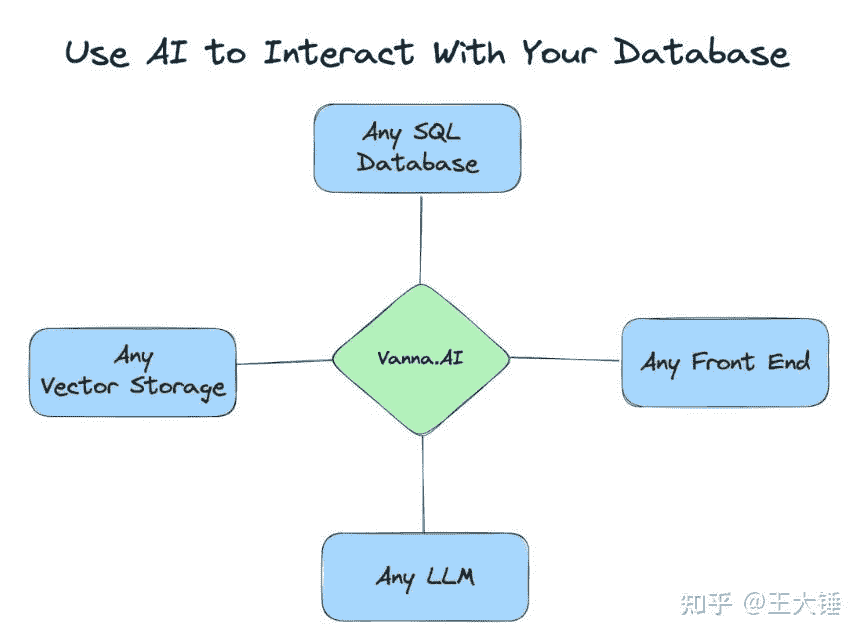 Use AI to Interact With Your Database
Any SQL
Database
Any
Vector Storage
Vanna.AI
Any Front End
Any LLM
知乎 @王大锤